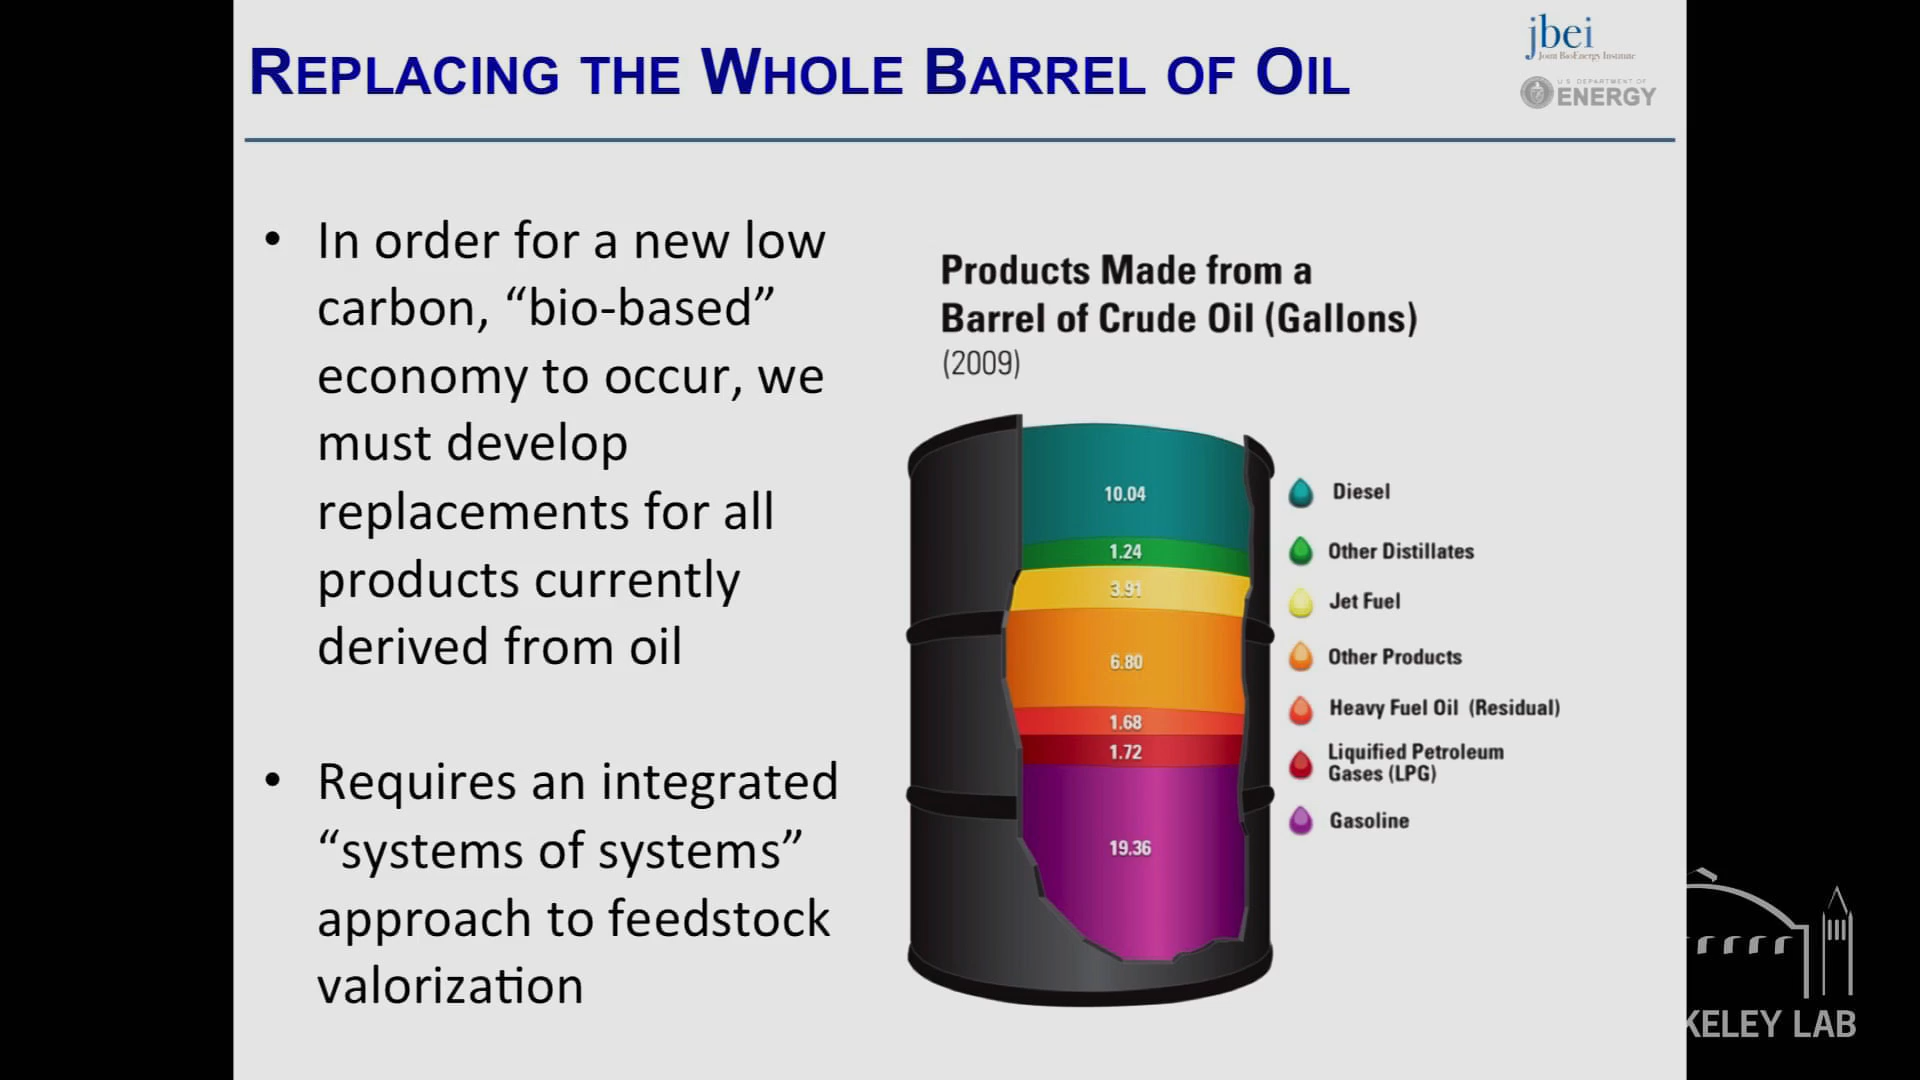 REPLACING THE WHOLE BARREL OF OIL
jbei
Joint BioEnergy Institute
U.S. DEPARTMENT OF
ENERGY
• In order for a new low
carbon, “bio-based”
economy to occur, we
must develop
replacements for all
products currently
derived from oil
• Requires an integrated
“systems of systems”
approach to feedstock
valorization
Products Made from a
Barrel of Crude Oil (Gallons)
(2009)
10.04
1.24
3.91
6.80
1.68
1.72
19.36
Diesel
Other Distillates
Jet Fuel
Other Products
Heavy Fuel Oil (Residual)
Liquified Petroleum
Gases (LPG)
Gasoline
KELEY LAB